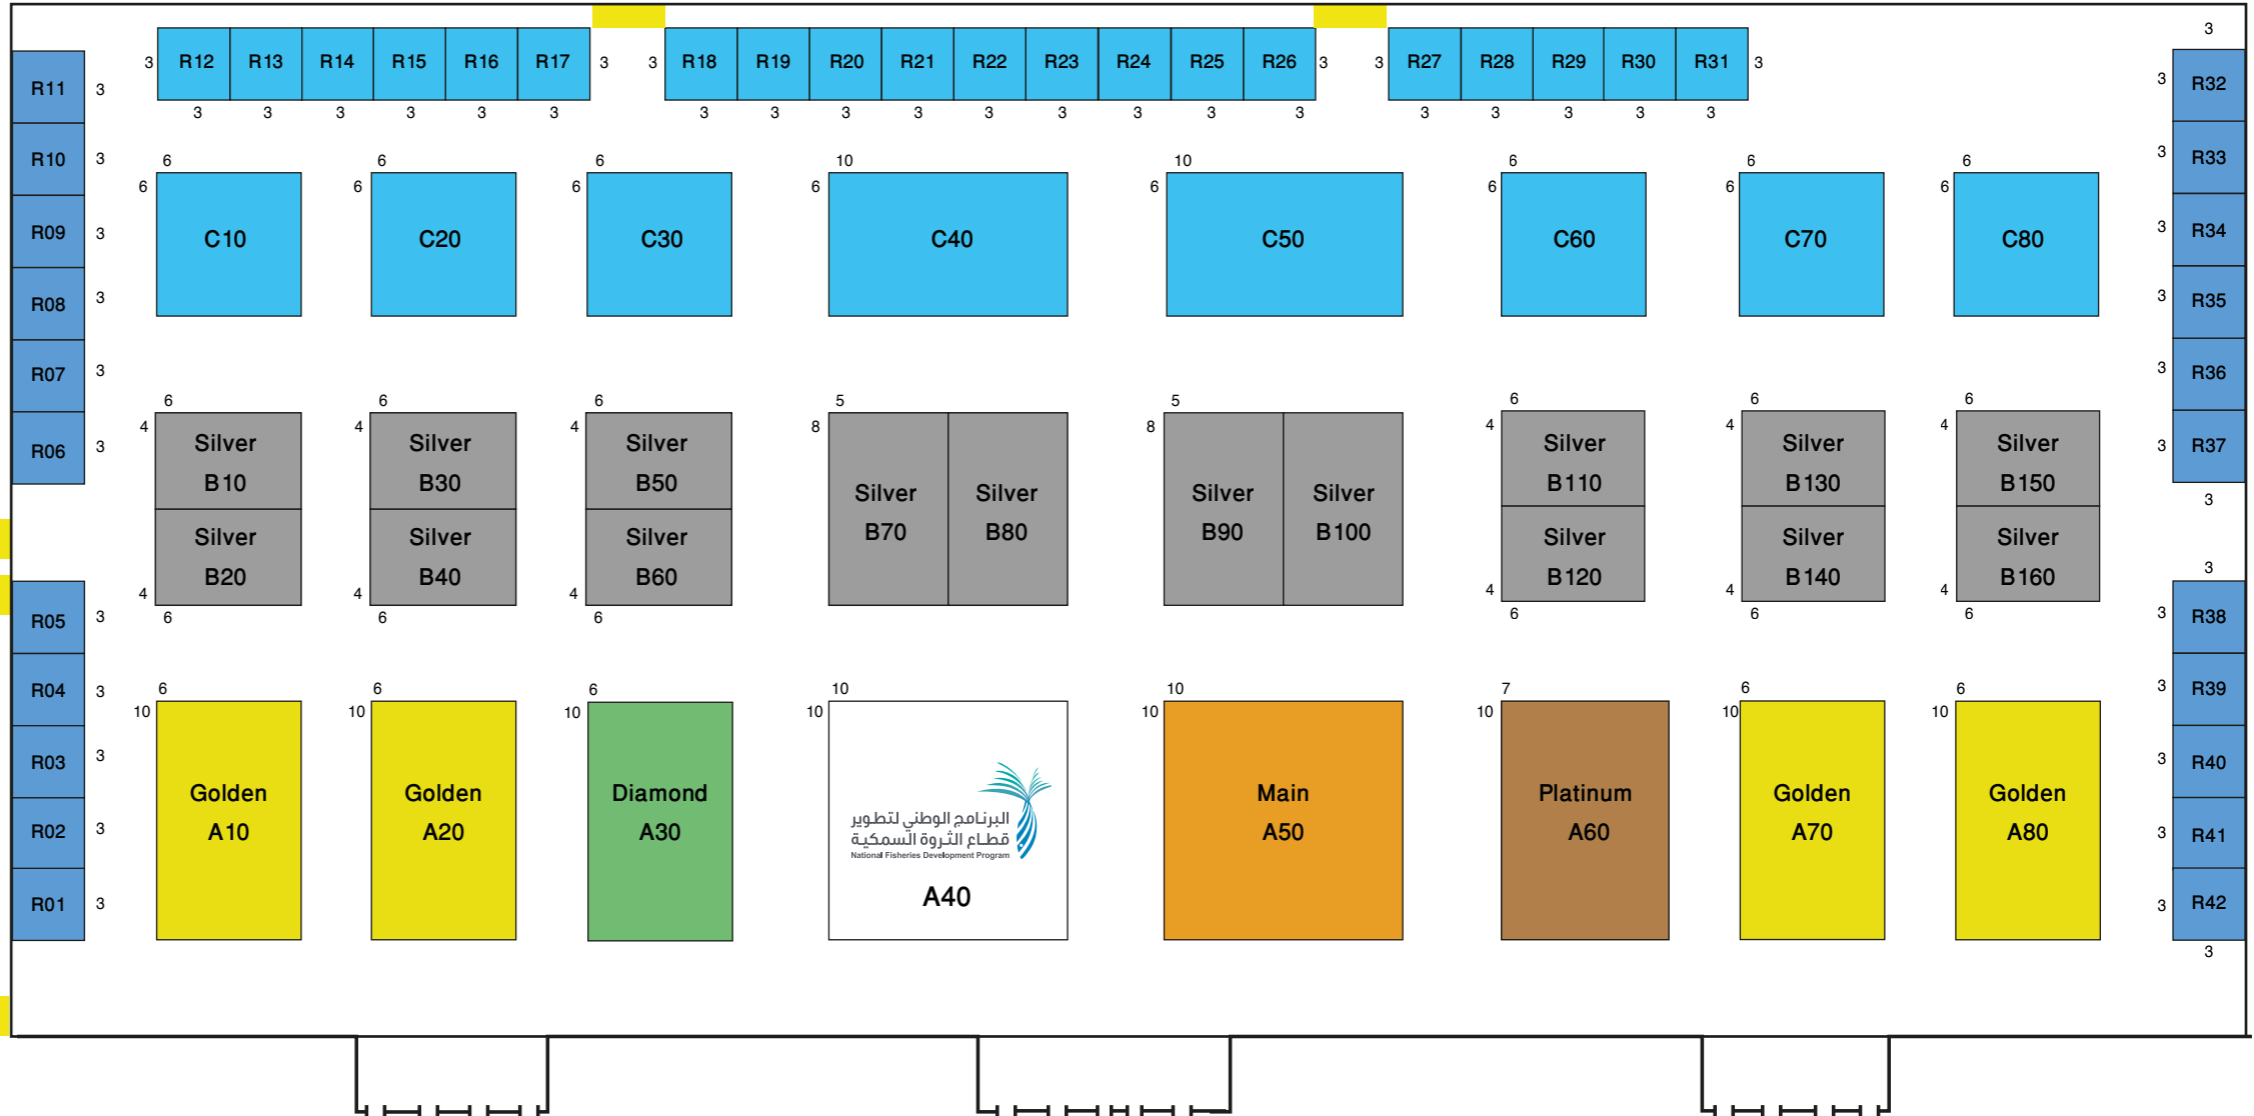 3
3 R12 R13 R14 R15 R16 R17 3
3 R18 R19 R20 R21 R22 R23 R24 R25 R26 3
3 R27 R28 R29 R30 R31 3
3 3 3 3 3 3
3 3 3 3 3 3 3 3 3
3 3 3 3 3
R11 3
R10 3
R09 3
R08 3
R07 3
R06 3
3 R32
3 R33
3 R34
3 R35
3 R36
3 R37
3
6 6 6 10 10 6 6 6
6 6 6 6 6 6 6 6
C10 C20 C30 C40 C50 C60 C70 C80
6 6 6 5 5 6 6 6
4 4 4 8 8 4 4 4
Silver
B10
Silver
B20
Silver
B30
Silver
B40
Silver
B50
Silver
B60
Silver
B70
Silver
B80
Silver
B90
Silver
B100
Silver
B110
Silver
B120
Silver
B130
Silver
B140
Silver
B150
Silver
B160
4 4 4 4 4 4
6 6 6 6 6 6
R05 3
R04 3
R03 3
R02 3
R01 3
3
3 R38
3 R39
3 R40
3 R41
3 R42
3
6 6 6 10 10 7 6 6
10 10 10 10 10 10 10 10
Golden
A10
Golden
A20
Diamond
A30
البرنامج الوطني لتطوير
قطاع الثروة السمكية
National Fisheries Development Program
A40
Main
A50
Platinum
A60
Golden
A70
Golden
A80